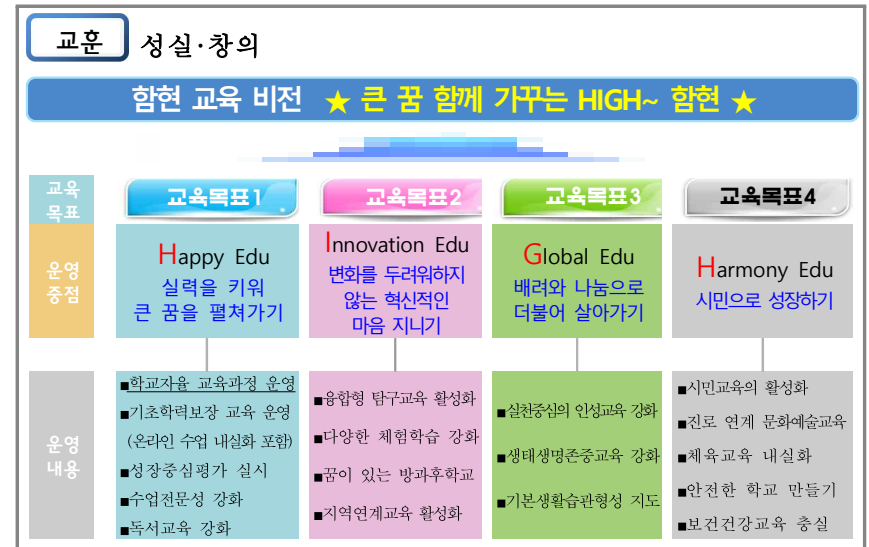 교훈 성실·창의
함현 교육 비전 ★ 큰 꿈 함께 가꾸는 HIGH~ 함현 ★
교육
목표
교육목표1
교육목표2
교육목표3
교육목표4
운영
중점
Happy Edu
실력을 키워
큰 꿈을 펼쳐가기
Innovation Edu
변화를 두려워하지
않는 혁신적인
마음 지니기
Global Edu
배려와 나눔으로
더불어 살아가기
Harmony Edu
시민으로 성장하기
운영
내용
■학교자율 교육과정 운영
■기초학력보장 교육 운영
(온라인 수업 내실화 포함)
■성장중심평가 실시
■수업전문성 강화
■독서교육 강화
■융합형 탐구교육 활성화
■다양한 체험학습 강화
■꿈이 있는 방과후학교
■지역연계교육 활성화
■실천중심의 인성교육 강화
■생태생명존중교육 강화
■기본생활습관형성 지도
■시민교육의 활성화
■진로 연계 문화예술교육
■체육교육 내실화
■안전한 학교 만들기
■보건건강교육 충실